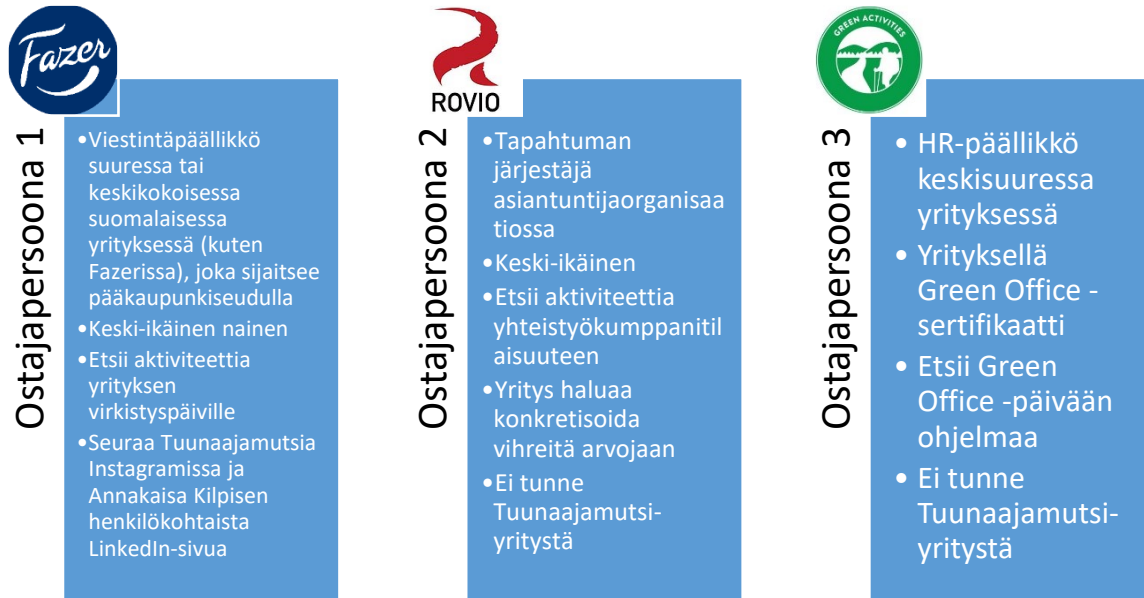 Fazer
Ostajapersoona 1
•Viestintäpäällikkö
suuressa tai
keskikokoisessa
suomalaisessa
yrityksessä (kuten
Fazerissa), joka sijaitsee
pääkaupunkiseudulla
•Keski-ikäinen nainen
•Etsii aktiviteettia
yrityksen
virkistyspäiville
•Seuraa Tuunaajamutsia
Instagramissa ja
Annakaisa Kilpisen
henkilökohtaista
LinkedIn-sivua
ROVIO
Ostajapersoona 2
•Tapahtuman
järjestäjä
asiantuntijaorganisaa
tiossa
•Keski-ikäinen
•Etsii aktiviteettia
yhteistyökumppanitil
aisuuteen
•Yritys haluaa
konkretisoida
vihreitä arvojaan
•Ei tunne
Tuunaajamutsi-
yritystä
GREEN ACTIVITIES
Ostajapersoona 3
• HR-päällikkö
keskisuuressa
yrityksessä
• Yrityksellä
Green Office -
sertifikaatti
• Etsii Green
Office -päivään
ohjelmaa
• Ei tunne
Tuunaajamutsi-
yritystä